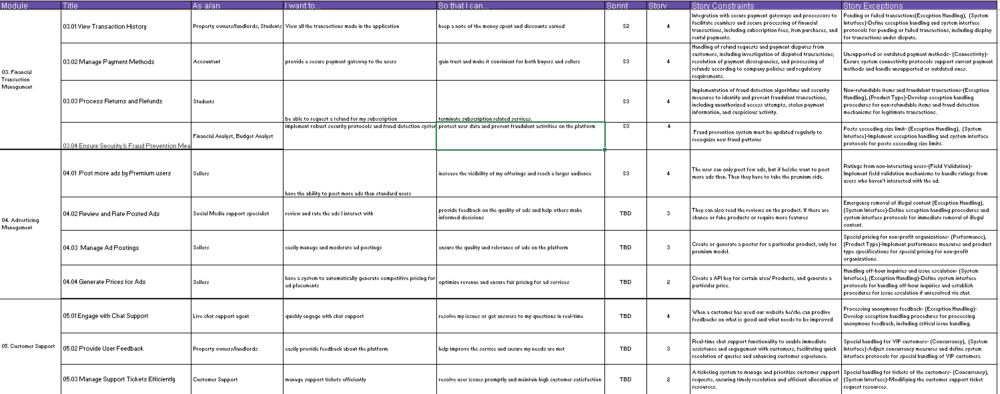 Module Title As a/an I want to... So that I can... Sprint Story Story Constraints Story Exceptions
03. Financial
Transaction
Management
03.01 View Transaction History
Property owners/landlords, Students
View all the transactions made in the application
keep a note of the money spent and discounts earned
S2
4
Integration with secure payment gateways and processors to
facilitate seamless and secure processing of financial
transactions, including subscription fees, item purchases, and
rental payments.
Pending or failed transactions(Exception Handling), (System
Interface)-Define exception handling and system interface
protocols for pending or failed transactions, including display
for transactions under dispute.
03.02 Manage Payment Methods
Accountant
provide a secure payment gateway to the users
gain trust and make it convinient for both buyers and sellers
S3
4
Handling of refund requests and payment disputes from
customers, including investigation of disputed transactions,
resolution of payment discrepancies, and processing of
refunds according to company policies and regulatory
requirements.
Unsupported or outdated payment methods- (Connectivity)-
Ensure system connectivity protocols support current payment
methods and handle unsupported or outdated ones.
03.03 Process Returns and Refunds
Students
be able to request a refund for my subscription
terminate subscription related services.
S3
4
Implementation of fraud detection algorithms and security
measures to identify and prevent fraudulent transactions,
including unauthorized access attempts, stolen payment
information, and suspicious activity.
Non-refundable items and fraudulent transactions-(Exception
Handling), (Product Type)-Develop exception handling
procedures for non-refundable items and fraud detection
mechanisms for legitimate transactions.
03.04 Ensure Security & Fraud Prevention Mea
Financial Analyst, Budget Analyst
implement robust security protocols and fraud detection system
protect user data and prevent fraudulent activities on the platform
S3
4
Fraud prevention system must be updated regularly to
recognize new fraud patterns
Posts exceeding size limit- (Exception Handling), (System
Interface)-Implement exception handling and system interface
protocols for posts exceeding size limits.
04. Advertising
Management
04.01 Post more ads by Premium users
Sellers
have the ability to post more ads than standard users
increase the visibility of my offerings and reach a larger audience
S3
4
The user can only post few ads, but if he/she want to post
more ads then. Then they have to take the premium side.
Ratings from non-interacting users-(Field Validation)-
Implement field validation mechanisms to handle ratings from
users who haven't interacted with the ad.
04.02 Review and Rate Posted Ads
Social Media support specialist
review and rate the ads I interact with
provide feedback on the quality of ads and help others make
informed decisions
TBD
3
They can also read the reviews on the product. If there are
chance or fake products or require more features
Emergency removal of illegal content (Exception Handling),
(System Interface)-Define exception handling procedures and
system interface protocols for immediate removal of illegal
content.
04.03 Manage Ad Postings
Sellers
easily manage and moderate ad postings
ensure the quality and relevance of ads on the platform
TBD
3
Create or generate a poster for a particular product, only for
premium model.
Special pricing for non-profit organizations- (Performance),
(Product Type)-Implement performance measures and product
type specifications for special pricing for non-profit
organizations.
04.04 Generate Prices for Ads
Sellers
have a system to automatically generate competitive pricing for
ad placements
optimize revenue and ensure fair pricing for ad services
TBD
2
Create a API key for certain area/ Products, and generate a
particular price.
Handling off-hour inquiries and issue escalation- (System
Interface), (Exception Handling)-Define system interface
protocols for handling off-hour inquiries and establish
procedures for issue escalation if unresolved via chat.
05. Customer Support
05.01 Engage with Chat Support
Live chat support agent
quickly engage with chat support
resolve my issues or get answers to my questions in real-time
TBD
4
When a customer has used our website he/she can prodive
feedbacks on what is good and what needs to be improved
Processing anonymous feedback- (Exception Handling)-
Develop exception handling procedures for processing
anonymous feedback, including critical issue handling.
05.02 Provide User Feedback
Property owners/landlords
easily provide feedback about the platform
help improve the service and ensure my needs are met
TBD
3
Real-time chat support functionality to enable immediate
assistance and engagement with customers, facilitating quick
resolution of queries and enhancing customer experience.
Special handling for VIP customers- (Concurrency), (System
Interface)-Adjust concurrency measures and define system
interface protocols for special handling of VIP customers.
05.03 Manage Support Tickets Efficiently
Customer Support
manage support tickets efficiently
resolve user issues promptly and maintain high customer satisfaction
TBD
2
A ticketing system to manage and prioritize customer support
requests, ensuring timely resolution and efficient allocation of
resources.
Special handling for tickets of the customers- (Concurrency),
(System Interface)-Modifiying the customer support ticket
request resources.